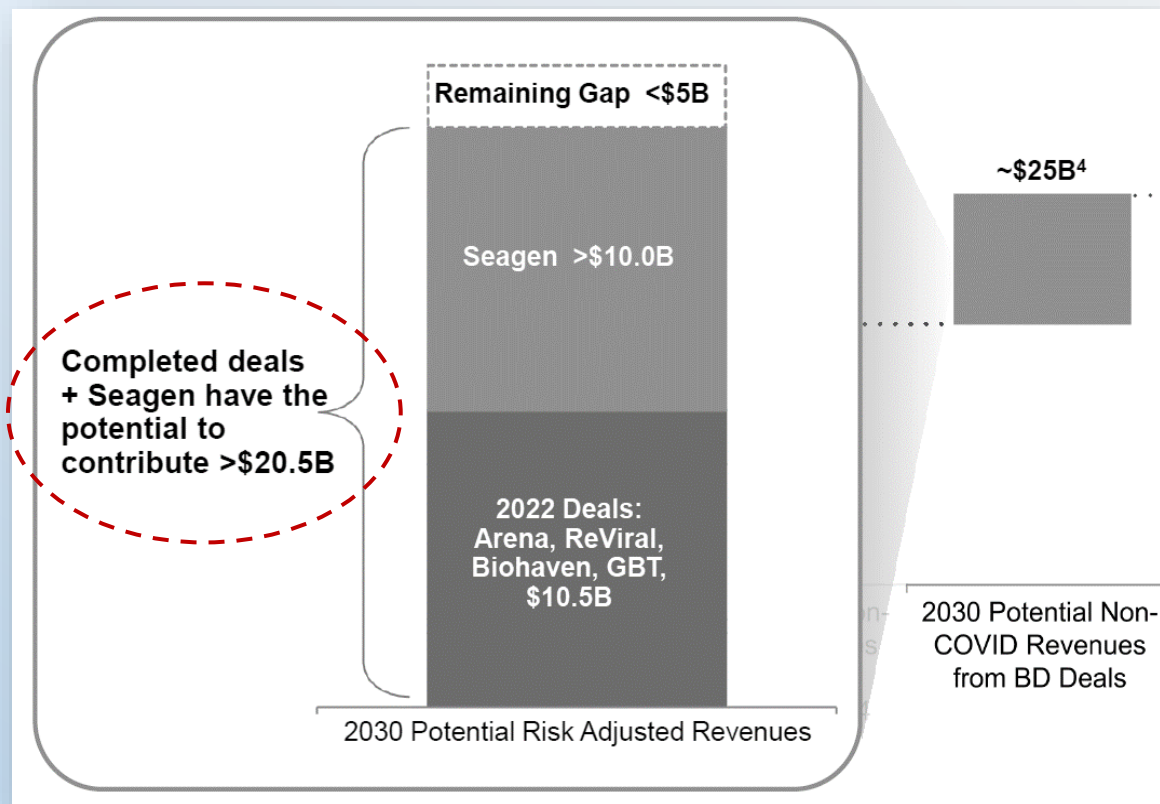 Remaining Gap <$5B
Seagen >$10.0B
Completed deals
+ Seagen have the
potential to
contribute >$20.5B
2022 Deals:
Arena, ReViral,
Biohaven, GBT,
$10.5B
2030 Potential Risk Adjusted Revenues
~$25B⁴
2030 Potential Non-
COVID Revenues
from BD Deals